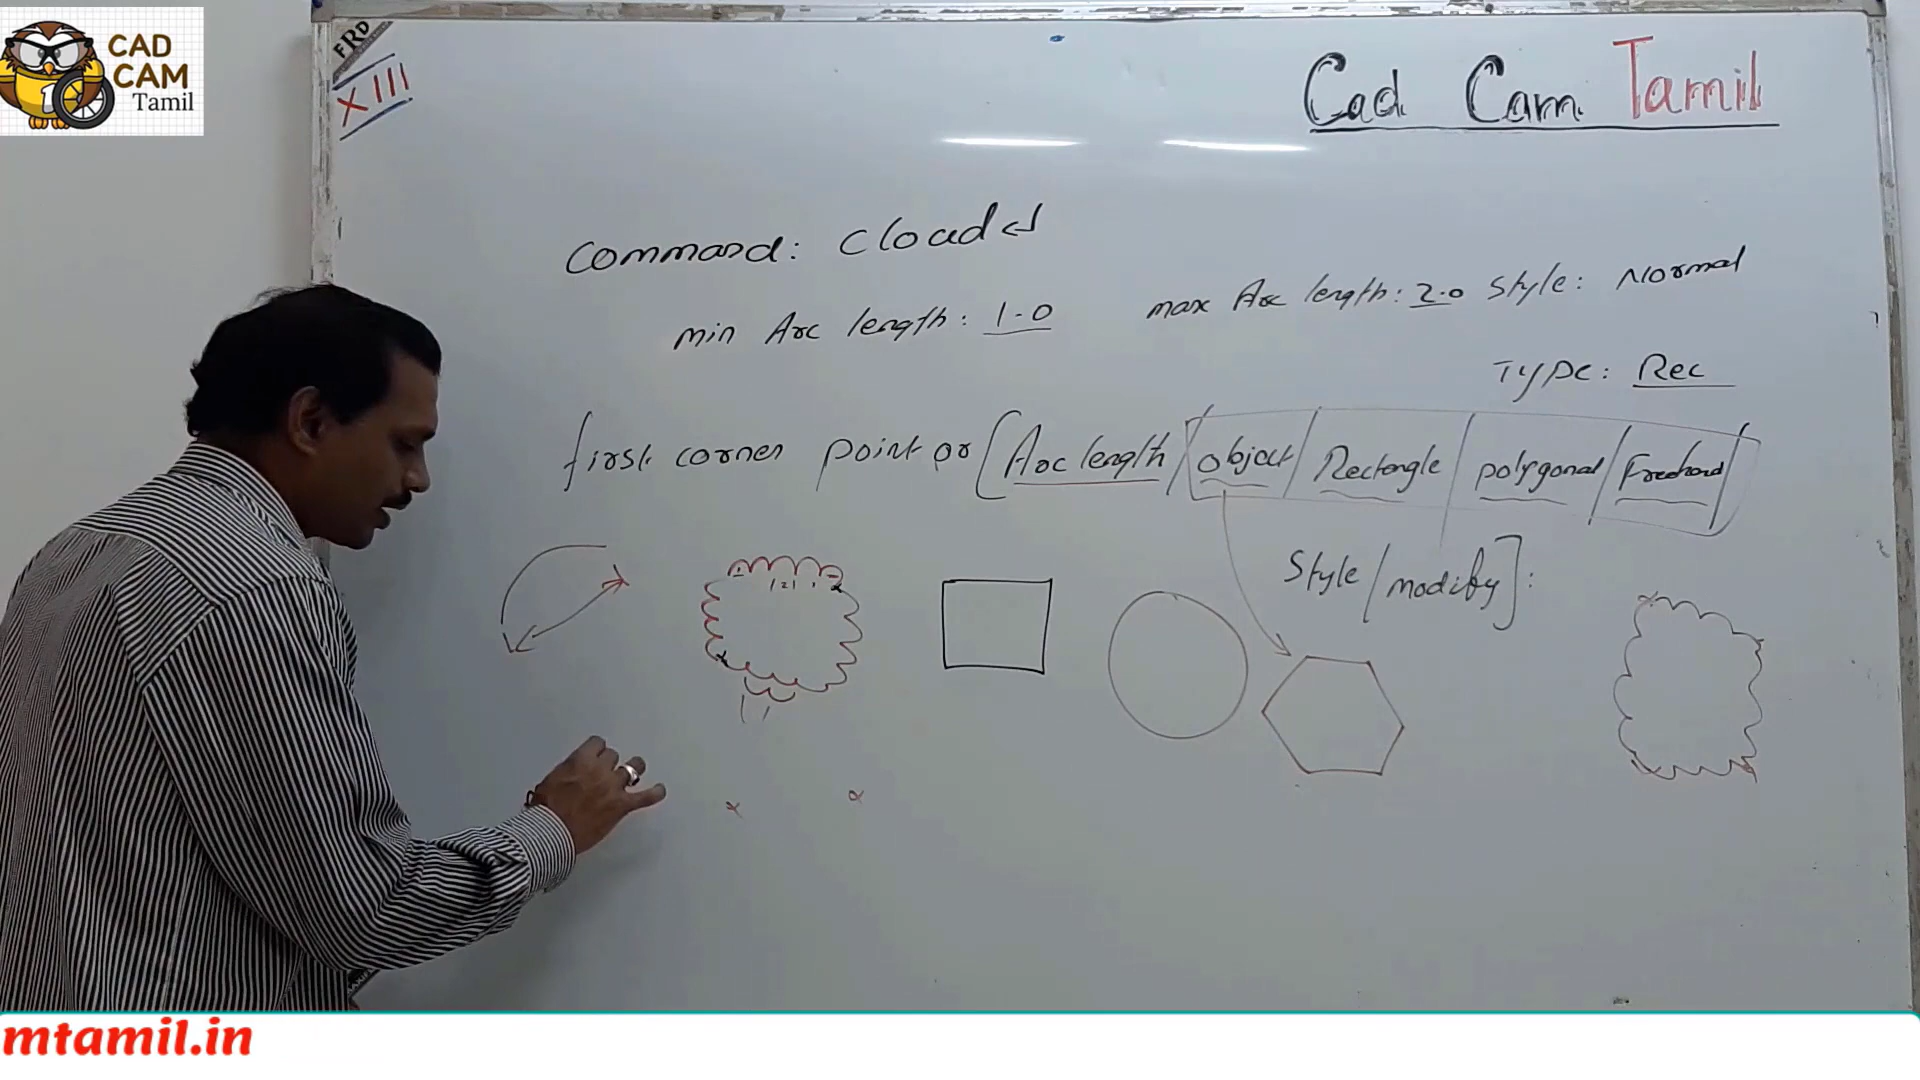 CAD
CAM
Tamil
FRD
XIII
Cad Cam Tamil
Command: Cloud
min Arc length: 1.0 max Arc length: 2.0 Style: Normal
Type: Rec
first corner point or [Arc length/object/Rectangle/polygonal/Freehand/
Style/modify]:
mtamil.in